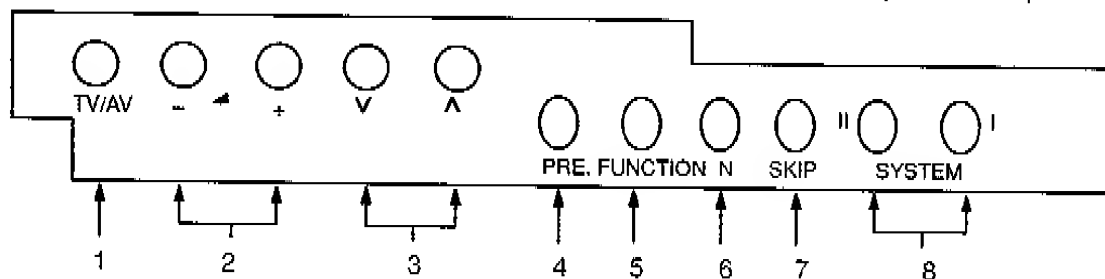 TV/AV - + ∨ ∧
II I
PRE. FUNCTION N SKIP SYSTEM
1 2 3 4 5 6 7 8